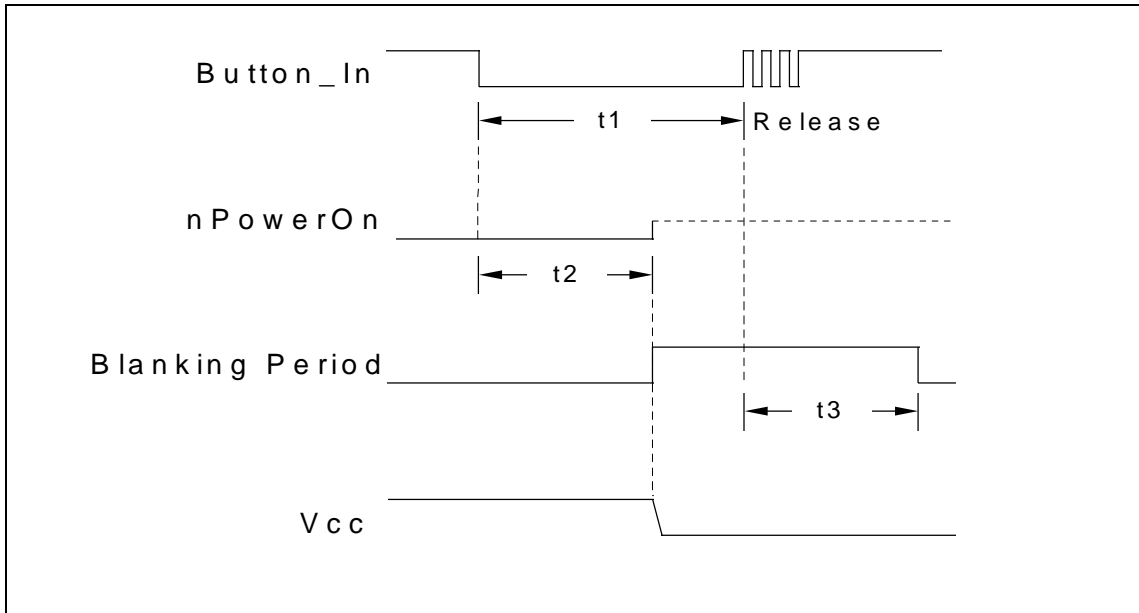 Button_In
t1
Release
nPowerOn
t2
Blanking Period
t3
Vcc